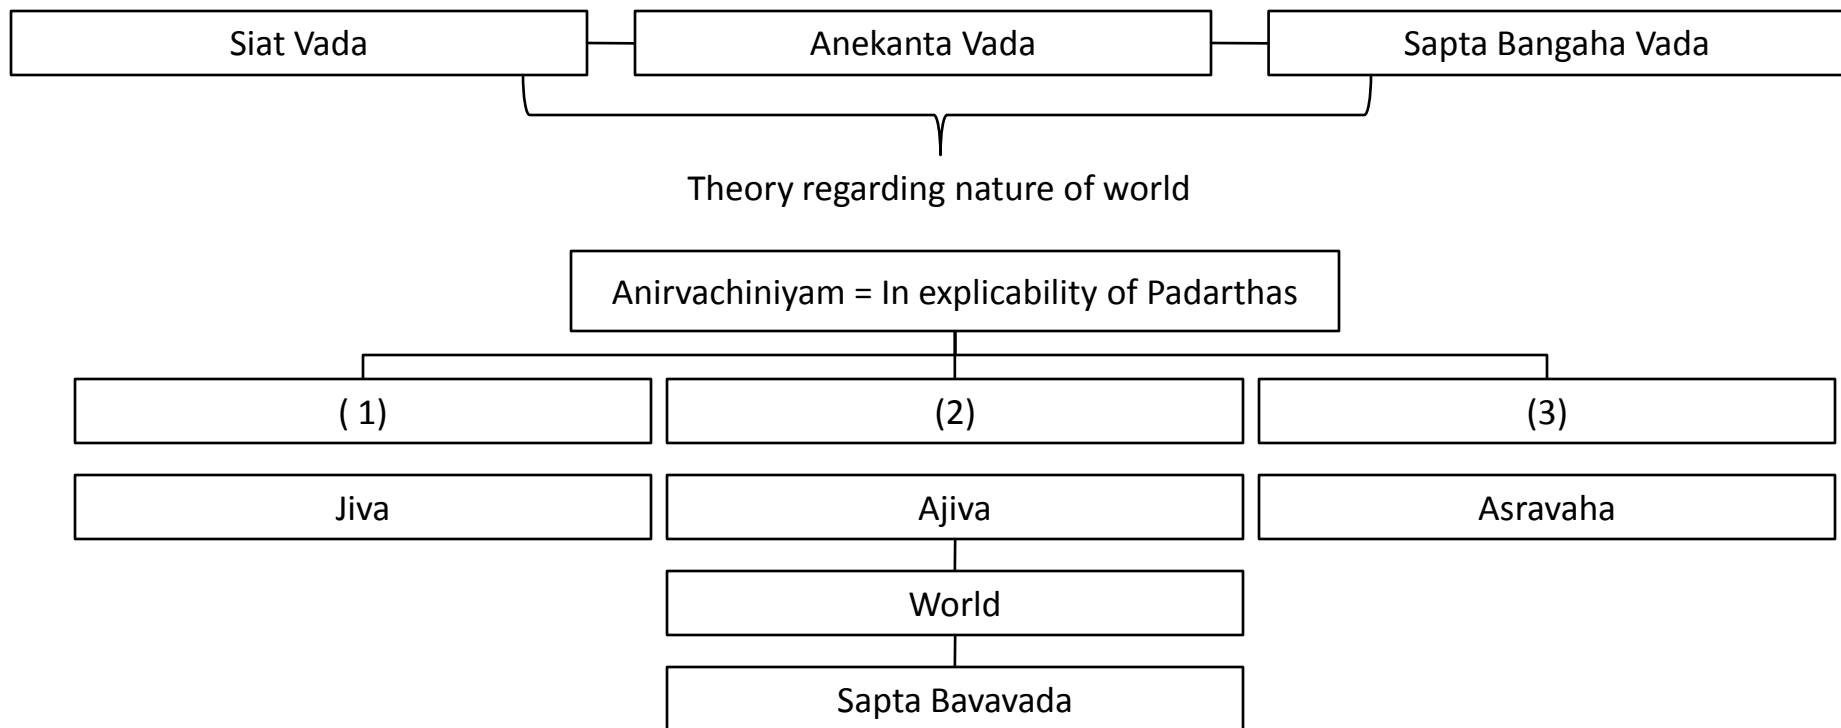 Siat Vada
Anekanta Vada
Sapta Bangaha Vada
Theory regarding nature of world
Anirvachiniyam = In explicability of Padarthas
( 1)
(2)
(3)
Jiva
Ajiva
Asravaha
World
Sapta Bavavada